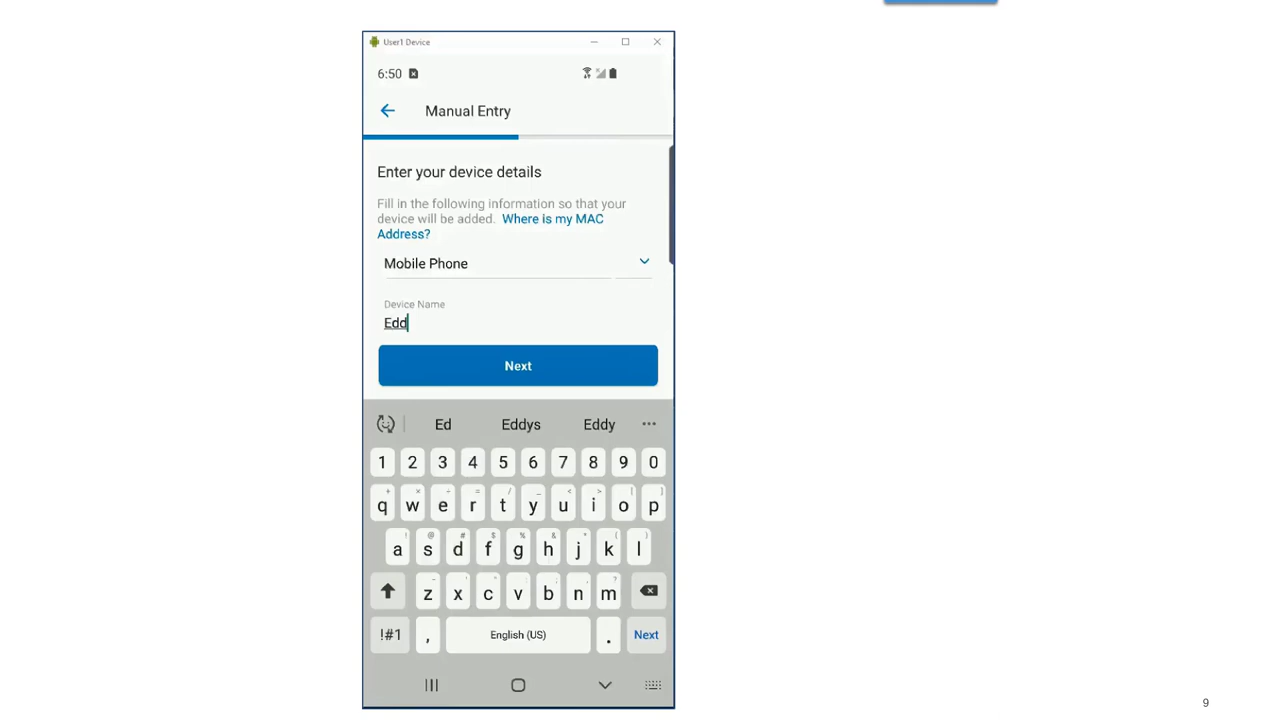 User1 Device
6:50
Manual Entry
Enter your device details
Fill in the following information so that your
device will be added. Where is my MAC
Address?
Mobile Phone
Device Name
Edd
Next
Ed Eddys Eddy ...
1 2 3 4 5 6 7 8 9 0
q w e r t y u i o p
a s d f g h j k l
z x c v b n m
!#1 , English (US) . Next
9